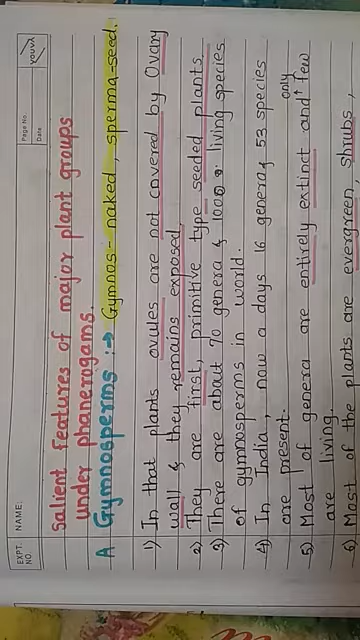 EXPT. NO.
NAME:
Page No.
Date
youva
Salient features of major plant groups
under phanerogams.
A Gymnosperms :→ Gymnos - naked, sperma-seed.
1) In that plants ovules are not covered by Ovary
wall & they remains exposed.
2) They are first, primitive type seeded plants
3) There are about 70 genera & 1000 living species
of gymnosperms in world.
4) In India, now a days 16 genera & 53 species
are present.
5) Most of genera are entirely extinct and only few
are living.
6) Most of the plants are evergreen, shrubs,